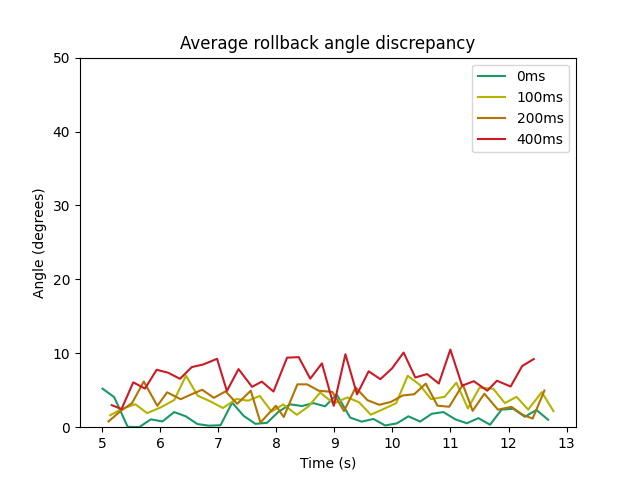 Average rollback angle discrepancy
50
40
30
20
10
0
Angle (degrees)
0ms
100ms
200ms
400ms
5 6 7 8 9 10 11 12 13
Time (s)